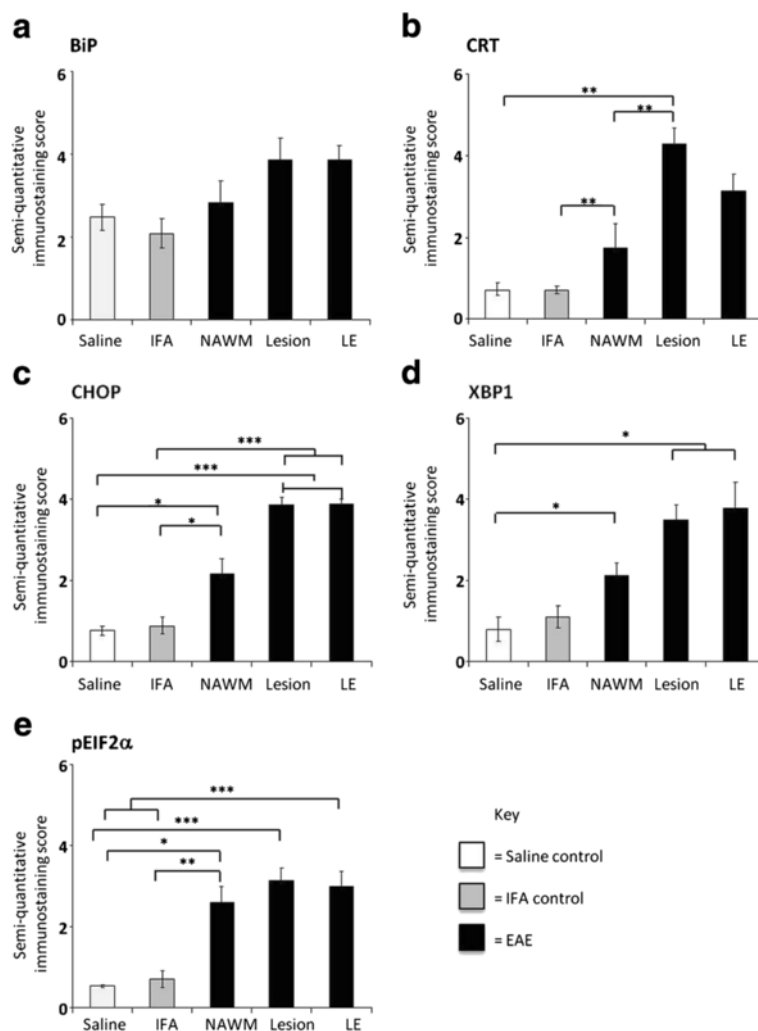 a
BiP
Semi-quantitative
immunostaining score
6
4
2
0
Saline IFA NAWM Lesion LE
b
CRT
Semi-quantitative
immunostaining score
6
4
2
0
**
**
**
Saline IFA NAWM Lesion LE
c
CHOP
Semi-quantitative
immunostaining score
6
4
2
0
***
***
*
*
Saline IFA NAWM Lesion LE
d
XBP1
Semi-quantitative
immunostaining score
6
4
2
0
*
*
Saline IFA NAWM Lesion LE
e
pEIF2α
Semi-quantitative
immunostaining score
6
4
2
0
***
***
*
**
Saline IFA NAWM Lesion LE
Key
= Saline control
= IFA control
= EAE